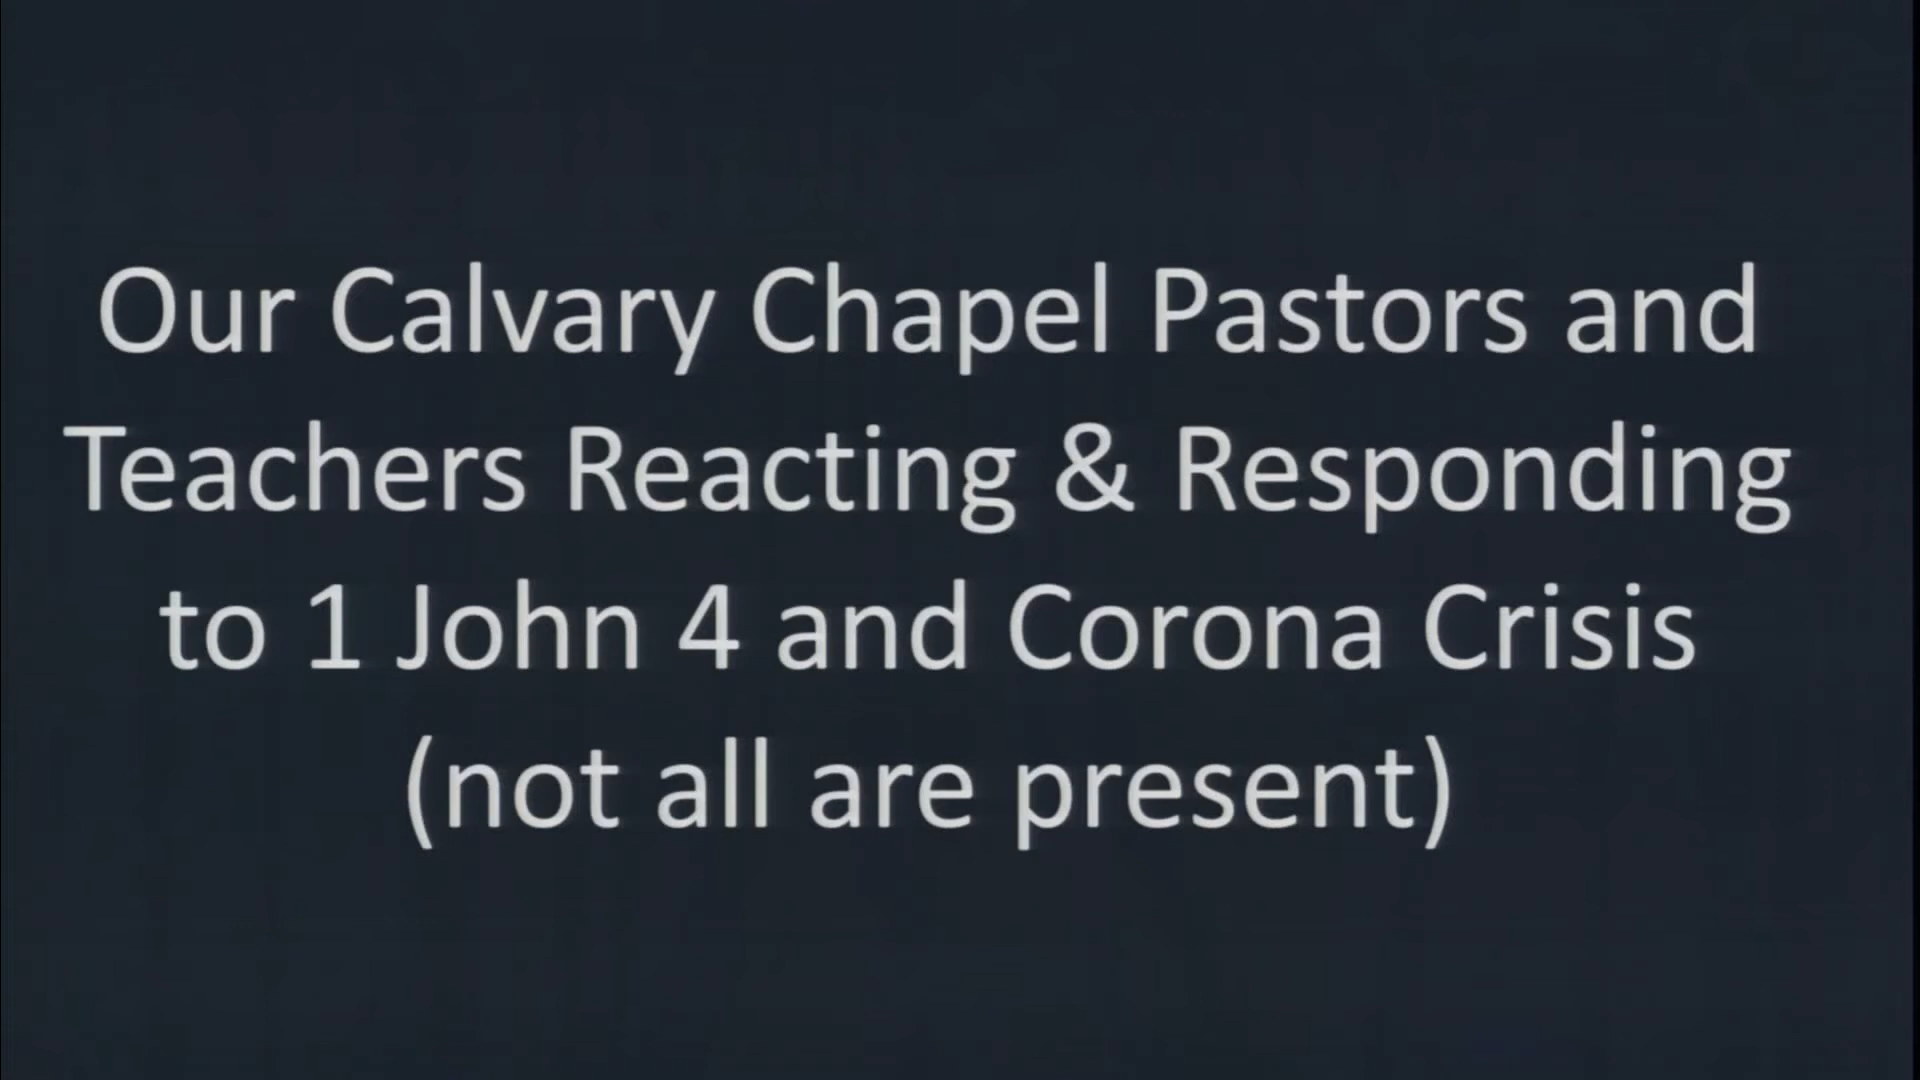 Our Calvary Chapel Pastors and
Teachers Reacting & Responding
to 1 John 4 and Corona Crisis
(not all are present)